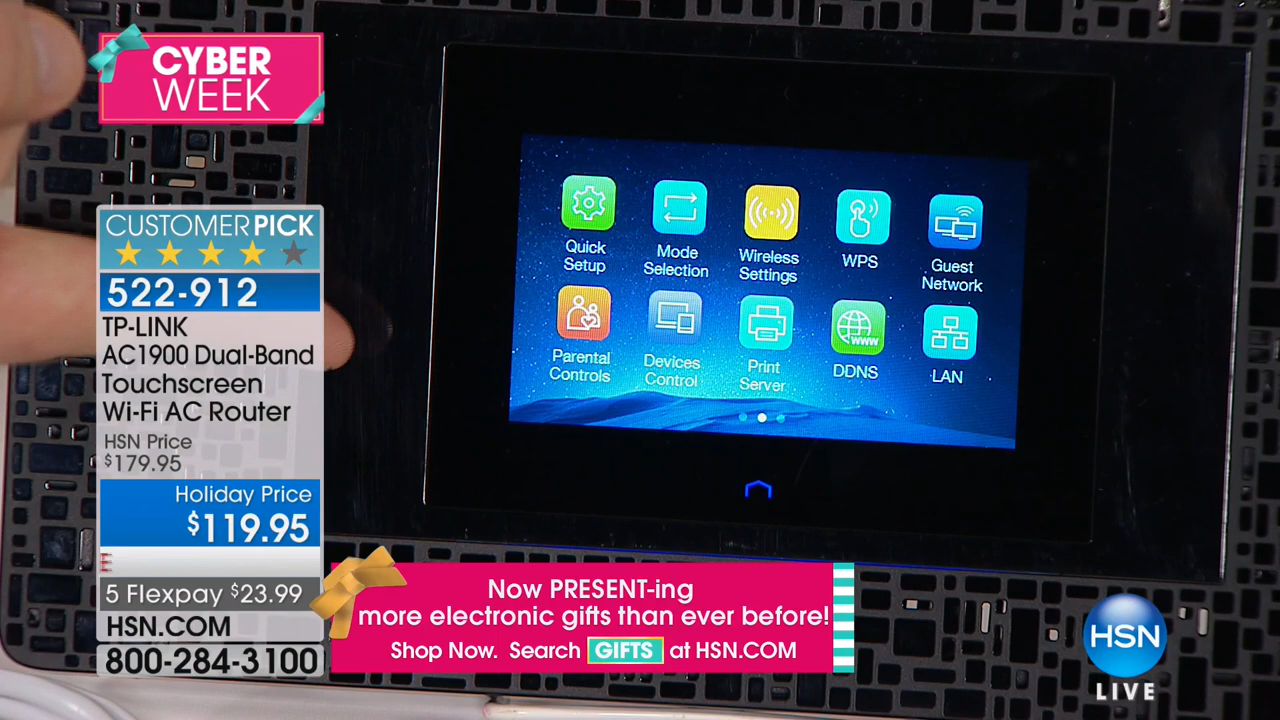 CYBER
WEEK
CUSTOMER PICK
522-912
TP-LINK
AC1900 Dual-Band
Touchscreen
Wi-Fi AC Router
HSN Price
$179.95
Holiday Price
$119.95
5 Flexpay $23.99
HSN.COM
800-284-3100
Quick
Setup
Mode
Selection
Wireless
Settings
WPS
Guest
Network
Parental
Controls
Devices
Control
Print
Server
www
DDNS
LAN
Now PRESENT-ing
more electronic gifts than ever before!
Shop Now. Search GIFTS at HSN.COM
HSN
LIVE